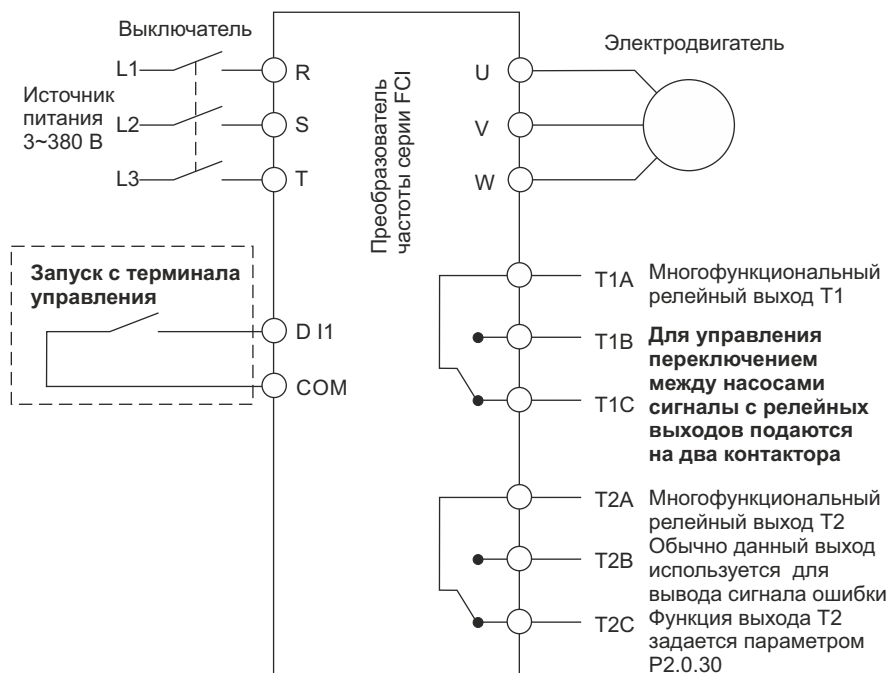 Выключатель
L1
R
Источник
питания
3~380 В
L2
S
L3
T
Преобразователь
частоты серии FCI
U
V
W
Электродвигатель
Запуск с терминала
управления
D I1
COM
T1A
Многофункциональный
релейный выход T1
T1B
Для управления
переключением
между насосами
сигналы с релейных
выходов подаются
на два контактора
T1C
T2A
Многофункциональный
релейный выход T2
T2B
Обычно данный выход
используется для
вывода сигнала ошибки
T2C
Функция выхода T2
задается параметром
P2.0.30